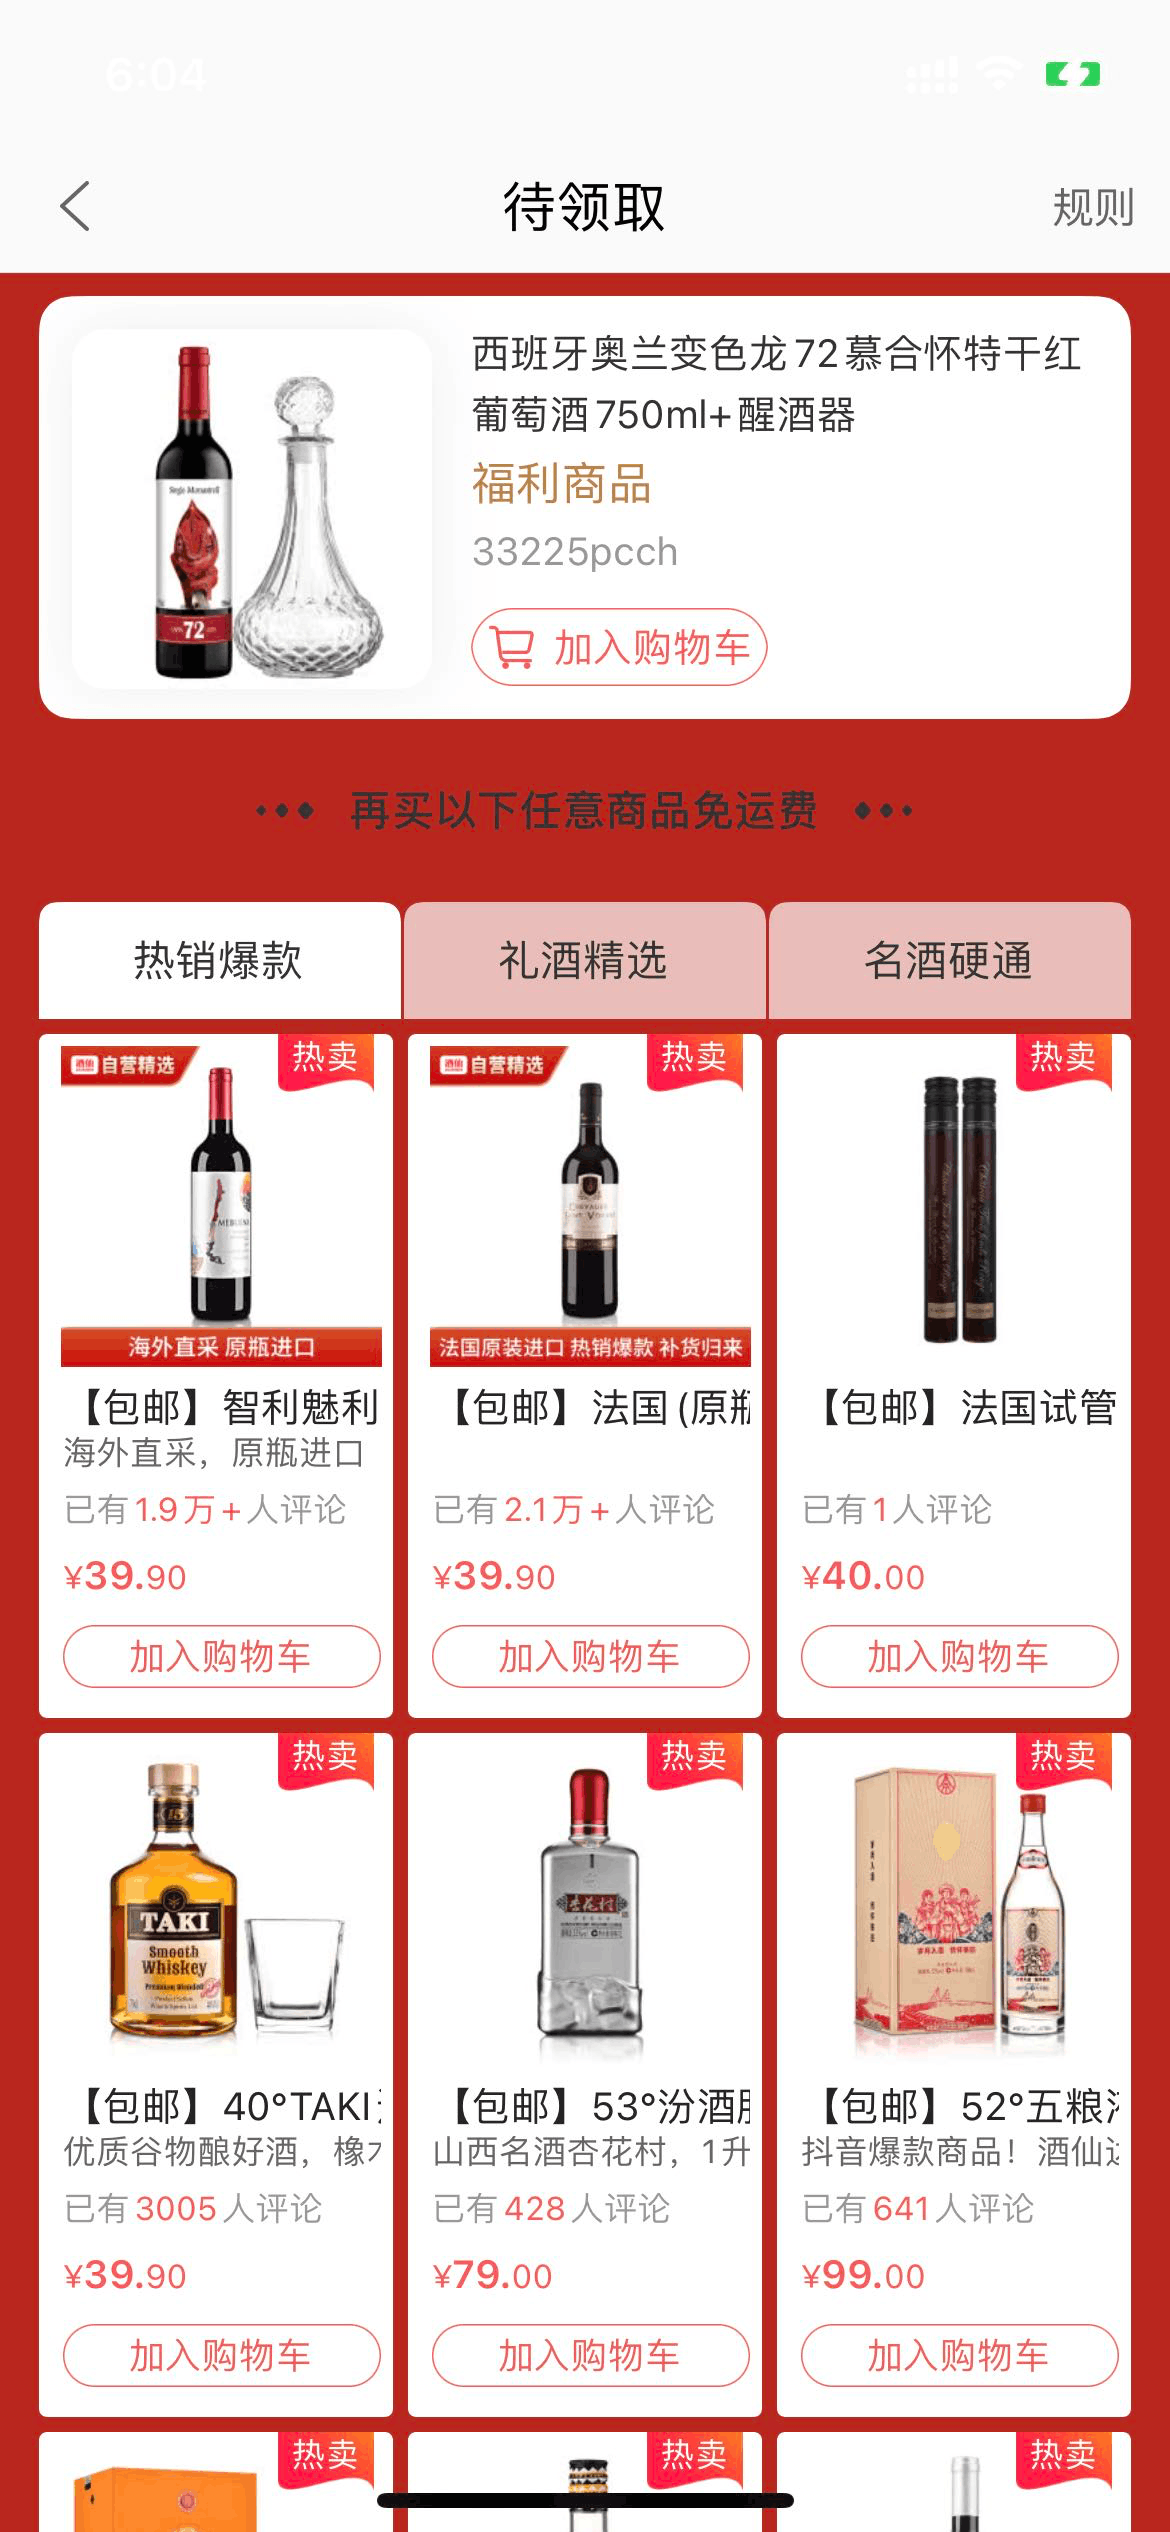 6:04
待领取
规则
西班牙奥兰变色龙72慕合怀特干红
葡萄酒750ml+醒酒器
福利商品
33225pcch
加入购物车
72
再买以下任意商品免运费
热销爆款
礼酒精选
名酒硬通
热卖
热卖
热卖
酒仙 自营精选
酒仙 自营精选
海外直采 原瓶进口
法国原装进口 热销爆款 补货归来
【包邮】智利魅利
【包邮】法国(原瓶
【包邮】法国试管
海外直采，原瓶进口
已有1.9万+人评论
已有2.1万+人评论
已有1人评论
¥39.90
¥39.90
¥40.00
加入购物车
加入购物车
加入购物车
热卖
热卖
热卖
15
TAKI
Smooth
Whiskey
Premium Blended
杏花村
【包邮】40°TAKI
【包邮】53°汾酒
【包邮】52°五粮
优质谷物酿好酒，橡
山西名酒杏花村，1升
抖音爆款商品！酒仙
已有3005人评论
已有428人评论
已有641人评论
¥39.90
¥79.00
¥99.00
加入购物车
加入购物车
加入购物车
热卖
热卖
热卖